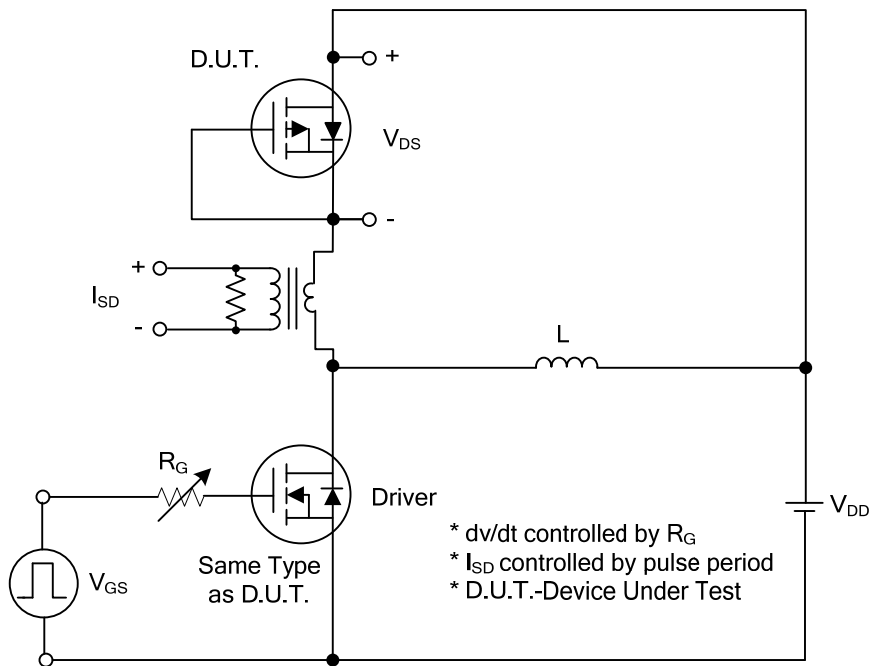 D.U.T.
+
V_DS
-
+
I_SD
-
L
R_G
Driver
V_DD
Same Type
as D.U.T.
V_GS
* dv/dt controlled by R_G
* I_SD controlled by pulse period
* D.U.T.-Device Under Test